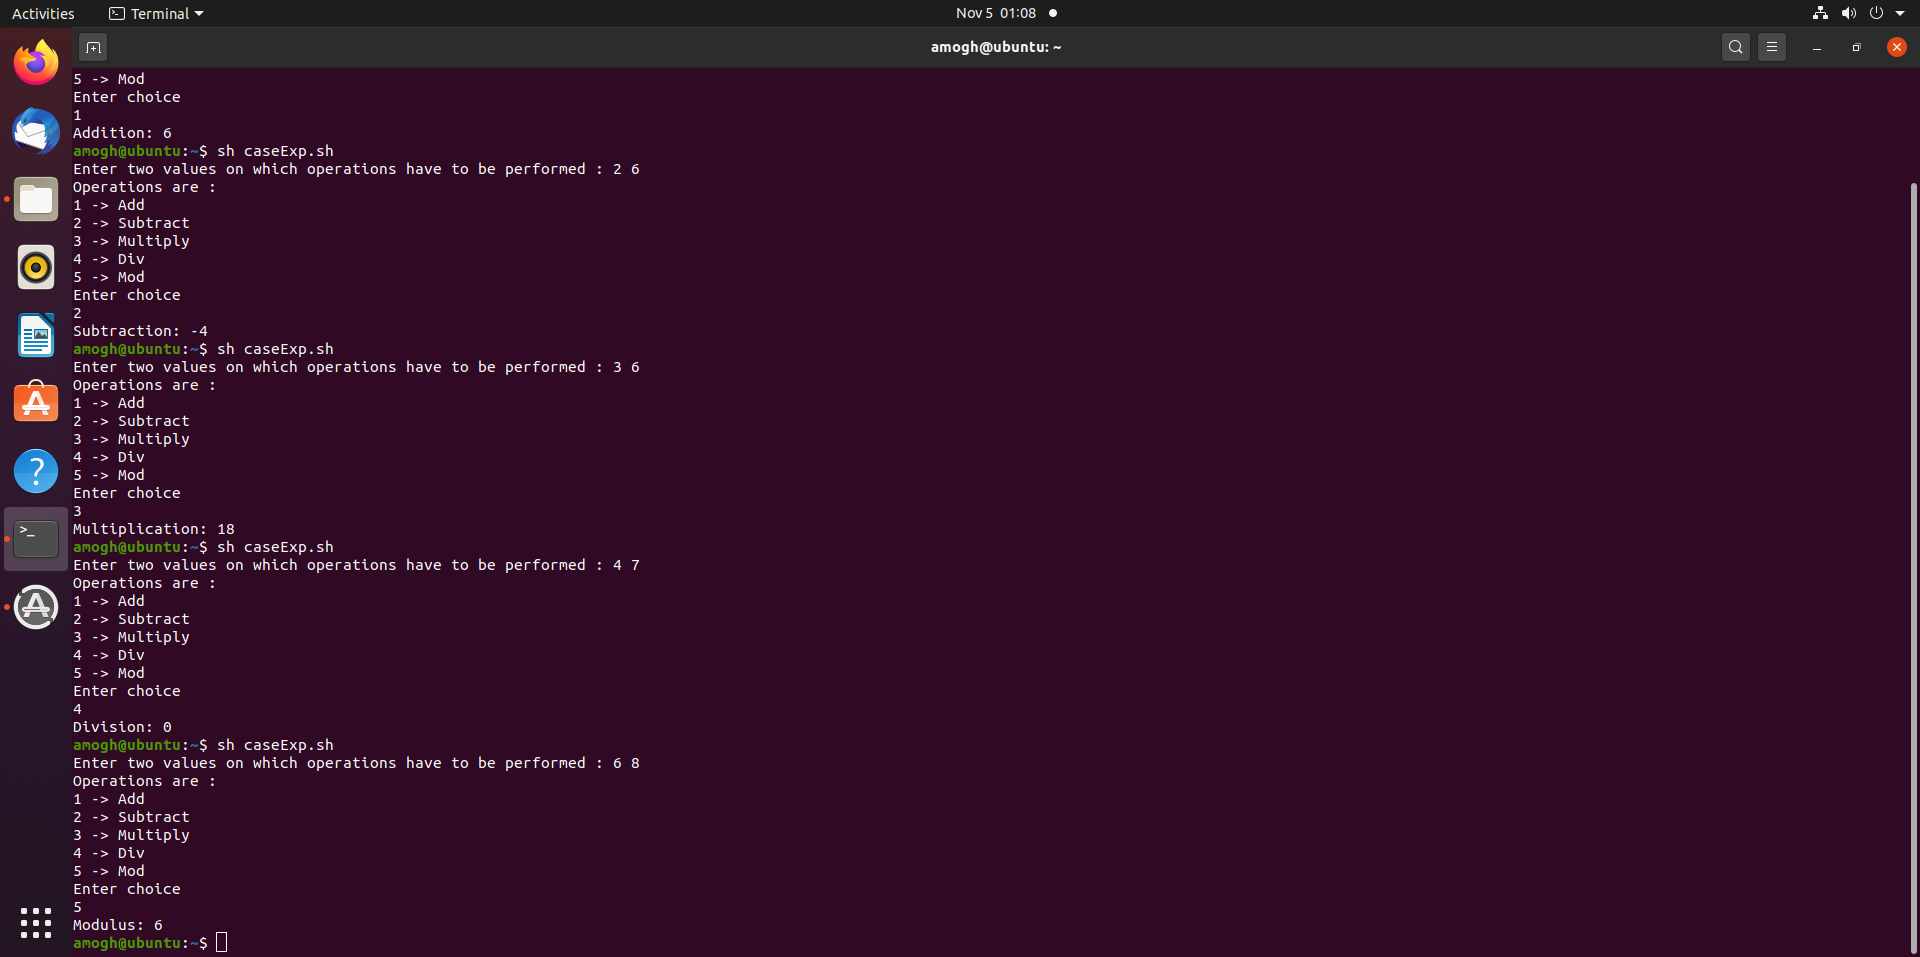 Activities Terminal Nov 5 01:08
amogh@ubuntu: ~
5 -> Mod
Enter choice
1
Addition: 6
amogh@ubuntu:~$ sh caseExp.sh
Enter two values on which operations have to be performed : 2 6
Operations are :
1 -> Add
2 -> Subtract
3 -> Multiply
4 -> Div
5 -> Mod
Enter choice
2
Subtraction: -4
amogh@ubuntu:~$ sh caseExp.sh
Enter two values on which operations have to be performed : 3 6
Operations are :
1 -> Add
2 -> Subtract
3 -> Multiply
4 -> Div
5 -> Mod
Enter choice
3
Multiplication: 18
amogh@ubuntu:~$ sh caseExp.sh
Enter two values on which operations have to be performed : 4 7
Operations are :
1 -> Add
2 -> Subtract
3 -> Multiply
4 -> Div
5 -> Mod
Enter choice
4
Division: 0
amogh@ubuntu:~$ sh caseExp.sh
Enter two values on which operations have to be performed : 6 8
Operations are :
1 -> Add
2 -> Subtract
3 -> Multiply
4 -> Div
5 -> Mod
Enter choice
5
Modulus: 6
amogh@ubuntu:~$